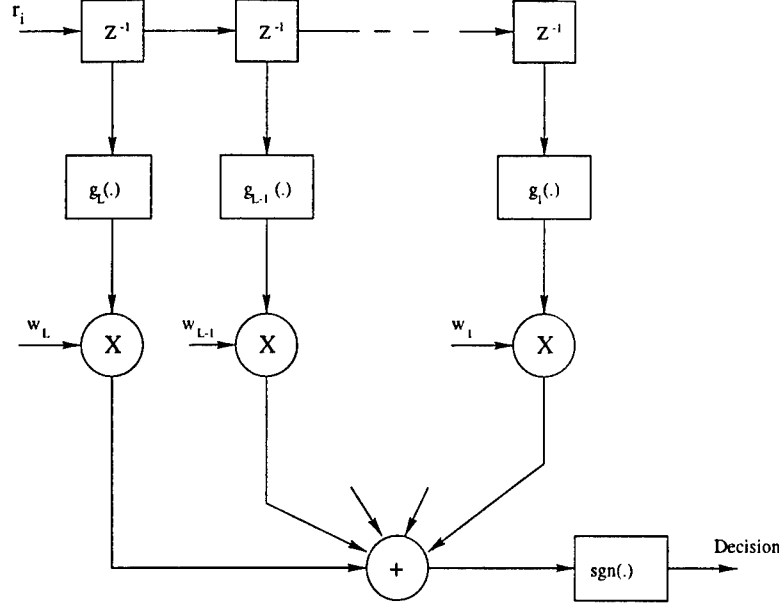 r_i
Z^-1 Z^-1 Z^-1
g_L(.) g_L-1(.) g_1(.)
w_L X w_L-1 X w_1 X
Decision
+ sgn(.)